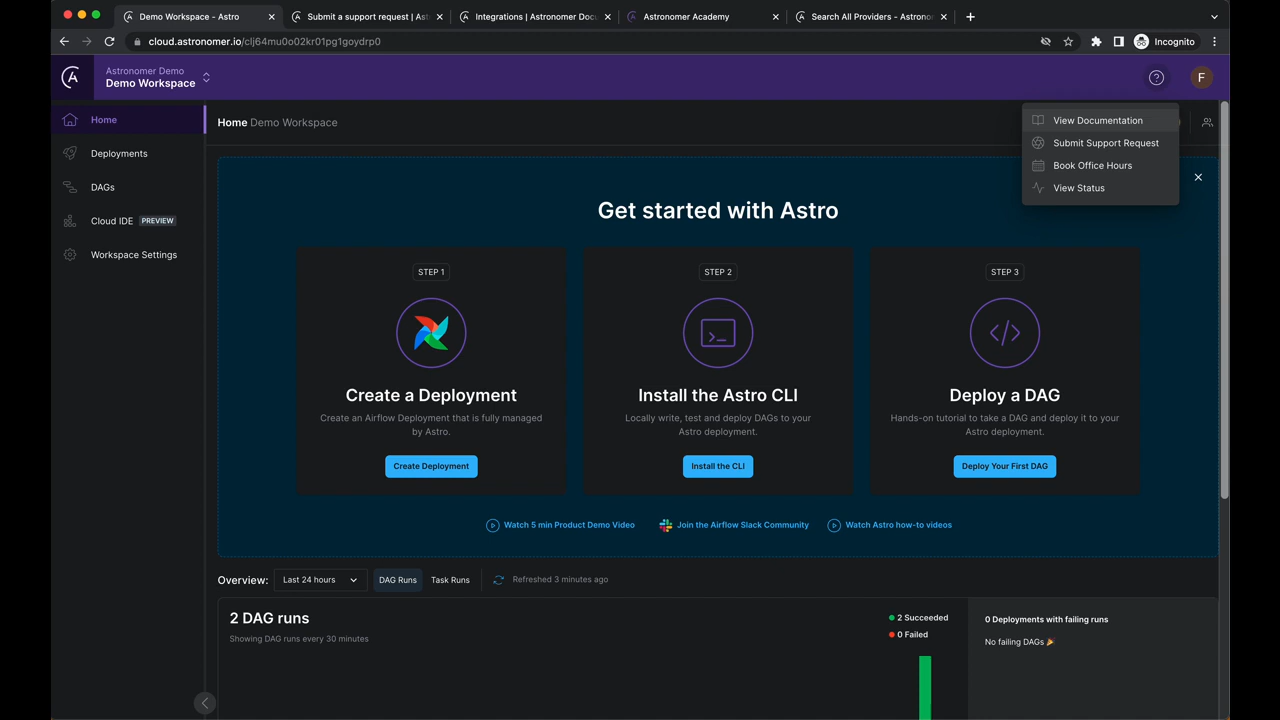 Demo Workspace - Astro
Submit a support request | Ast
Integrations | Astronomer Doc
Astronomer Academy
Search All Providers - Astrono
cloud.astronomer.io/clj64mu0o02kr01pg1goydrp0
Incognito
Astronomer Demo
Demo Workspace
F
Home
Deployments
DAGs
Cloud IDE PREVIEW
Workspace Settings
Home Demo Workspace
View Documentation
Submit Support Request
Book Office Hours
View Status
Get started with Astro
STEP 1
Create a Deployment
Create an Airflow Deployment that is fully managed
by Astro.
Create Deployment
STEP 2
Install the Astro CLI
Locally write, test and deploy DAGs to your
Astro deployment.
Install the CLI
STEP 3
Deploy a DAG
Hands-on tutorial to take a DAG and deploy it to your
Astro deployment.
Deploy Your First DAG
Watch 5 min Product Demo Video
Join the Airflow Slack Community
Watch Astro how-to videos
Overview: Last 24 hours DAG Runs Task Runs Refreshed 3 minutes ago
2 DAG runs
Showing DAG runs every 30 minutes
2 Succeeded
0 Failed
0 Deployments with failing runs
No failing DAGs 🎉